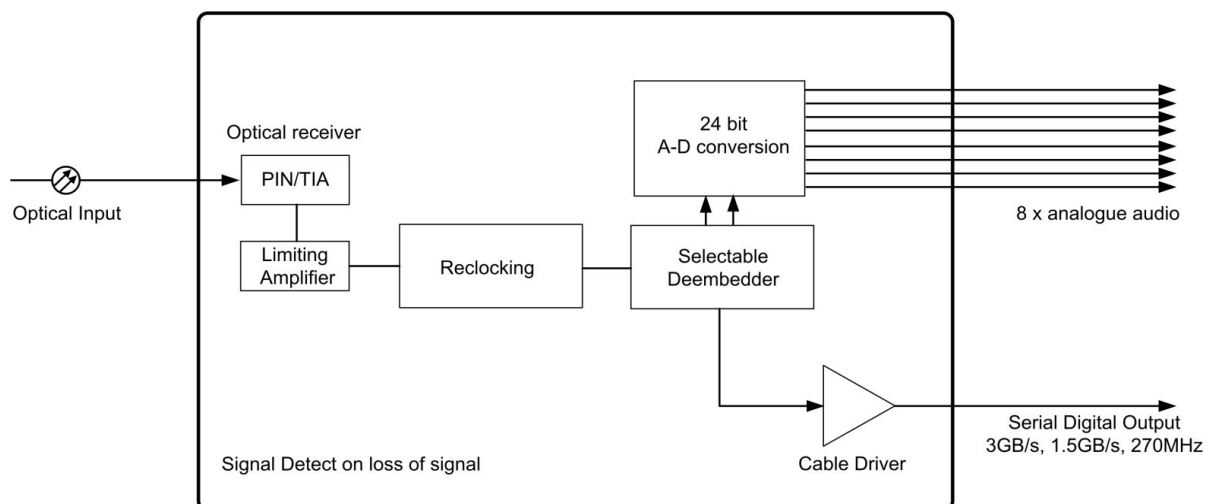 24 bit
A-D conversion
Optical receiver
PIN/TIA
Optical Input
8 x analogue audio
Limiting
Amplifier
Reclocking
Selectable
Deembedder
Serial Digital Output
3GB/s, 1.5GB/s, 270MHz
Signal Detect on loss of signal
Cable Driver